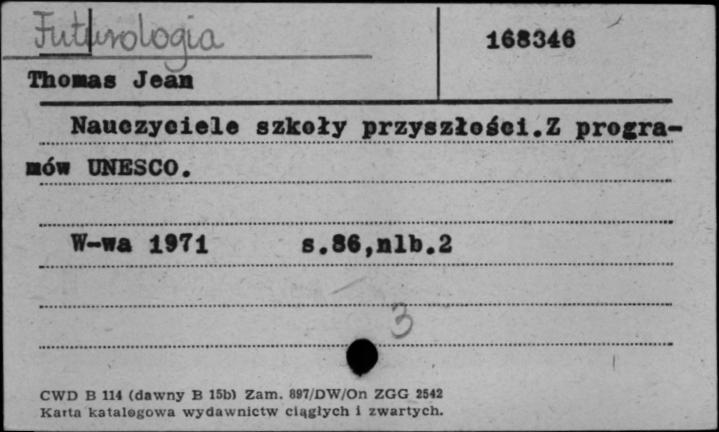 Futurologia
168346
Thomas Jean
Nauczyciele szkoły przyszłości.Z progra-
mów UNESCO.
W-wa 1971 s.86,nlb.2
3
CWD B 114 (dawny B 15b) Zam. 897/DW/On ZGG 2542
Karta katalogowa wydawnictw ciągłych i zwartych.